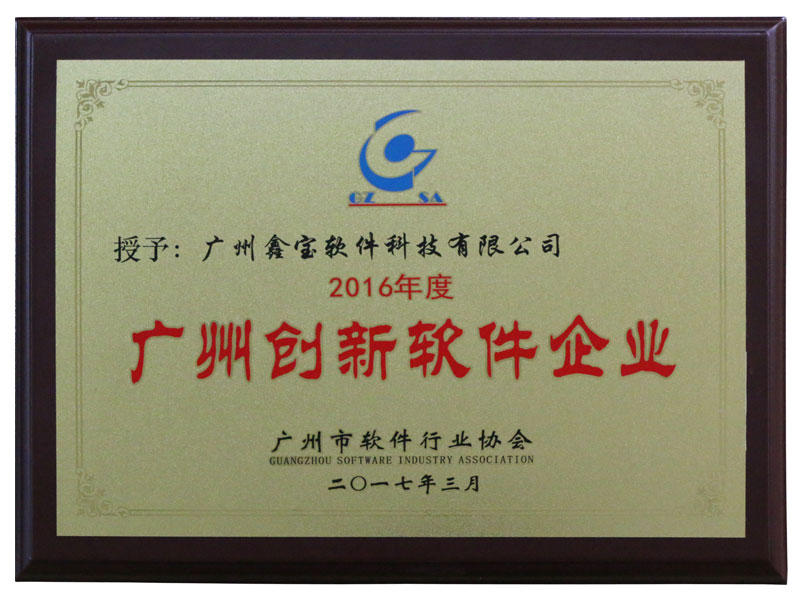 GZ SA
授予：广州鑫宝软件科技有限公司
2016年度
广州创新软件企业
广州市软件行业协会
GUANGZHOU SOFTWARE INDUSTRY ASSOCIATION
二〇一七年三月